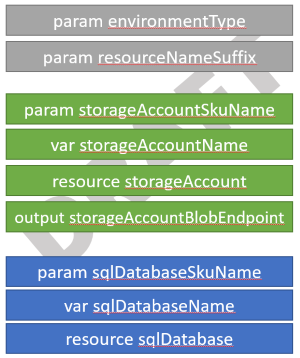 param environmentType
param resourceNameSuffix
param storageAccountSkuName
var storageAccountName
resource storageAccount
output storageAccountBlobEndpoint
param sqlDatabaseSkuName
var sqlDatabaseName
resource sqlDatabase
DRAFT